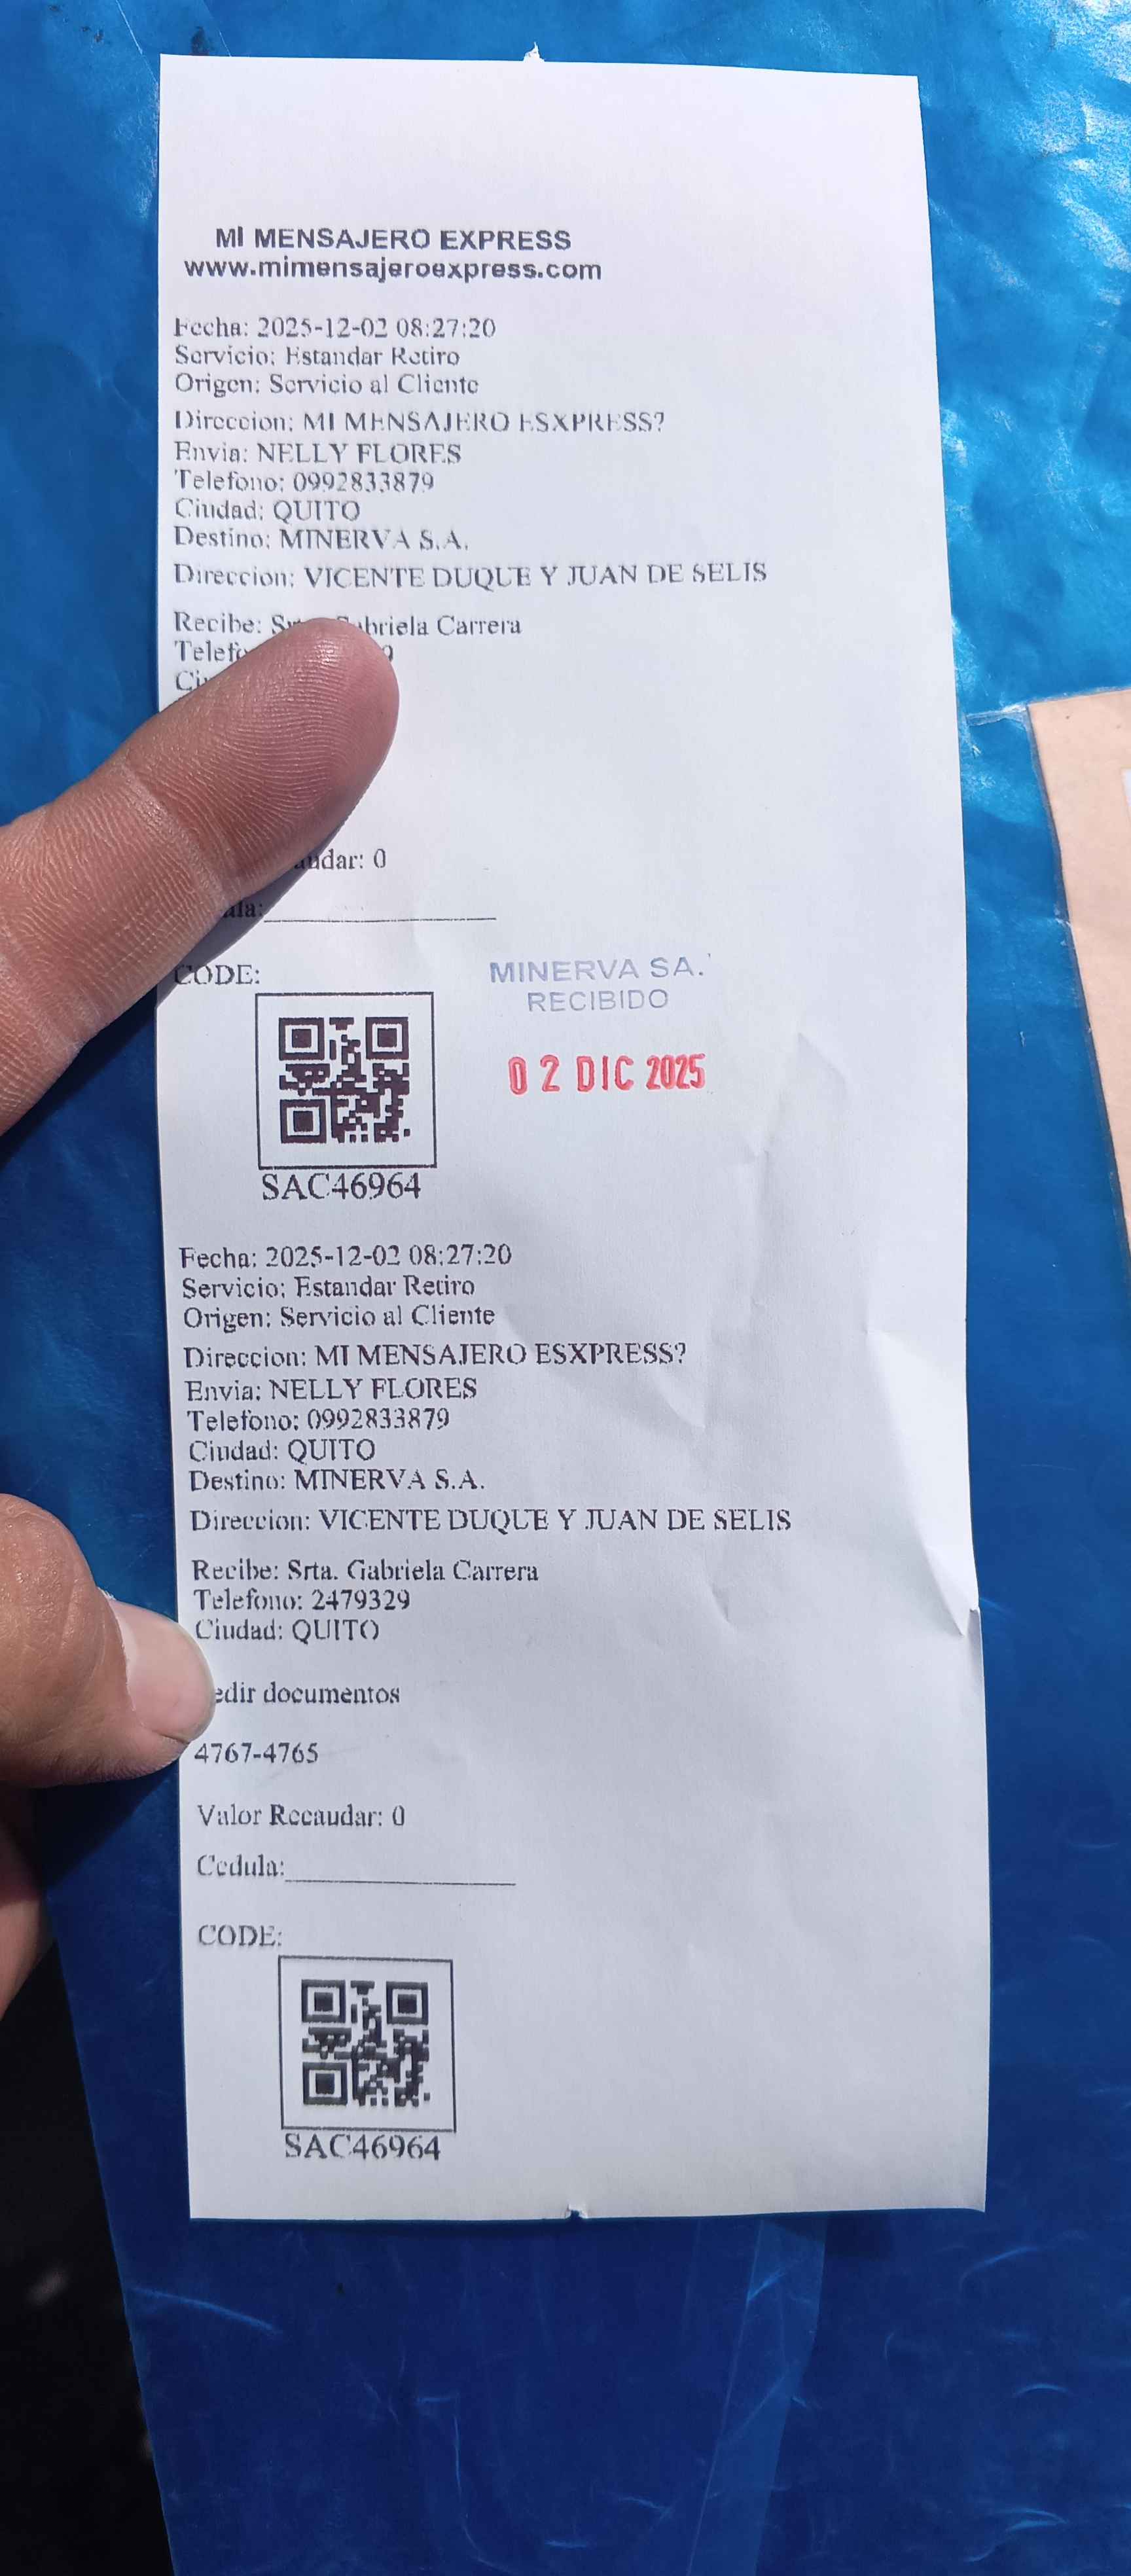 MI MENSAJERO EXPRESS
www.mimensajeroexpress.com
Fecha: 2025-12-02 08:27:20
Servicio: Estandar Retiro
Origen: Servicio al Cliente
Direccion: MI MENSAJERO ESXPRESS?
Envia: NELLY FLORES
Telefono: 0992833879
Ciudad: QUITO
Destino: MINERVA S.A.
Direccion: VICENTE DUQUE Y JUAN DE SELIS
Recibe: Carrera
0
CODE:
MINERVA SA.
RECIBIDO
02 DIC 2025
SAC46964
Fecha: 2025-12-02 08:27:20
Servicio: Estandar Retiro
Origen: Servicio al Cliente
Direccion: MI MENSAJERO ESXPRESS?
Envia: NELLY FLORES
Telefono: 0992833879
Ciudad: QUITO
Destino: MINERVA S.A.
Direccion: VICENTE DUQUE Y JUAN DE SELIS
Recibe: Srta. Gabriela Carrera
Telefono: 2479329
Ciudad: QUITO
documentos
4767-4765
Valor Recaudar: 0
Cedula:
CODE:
SAC46964